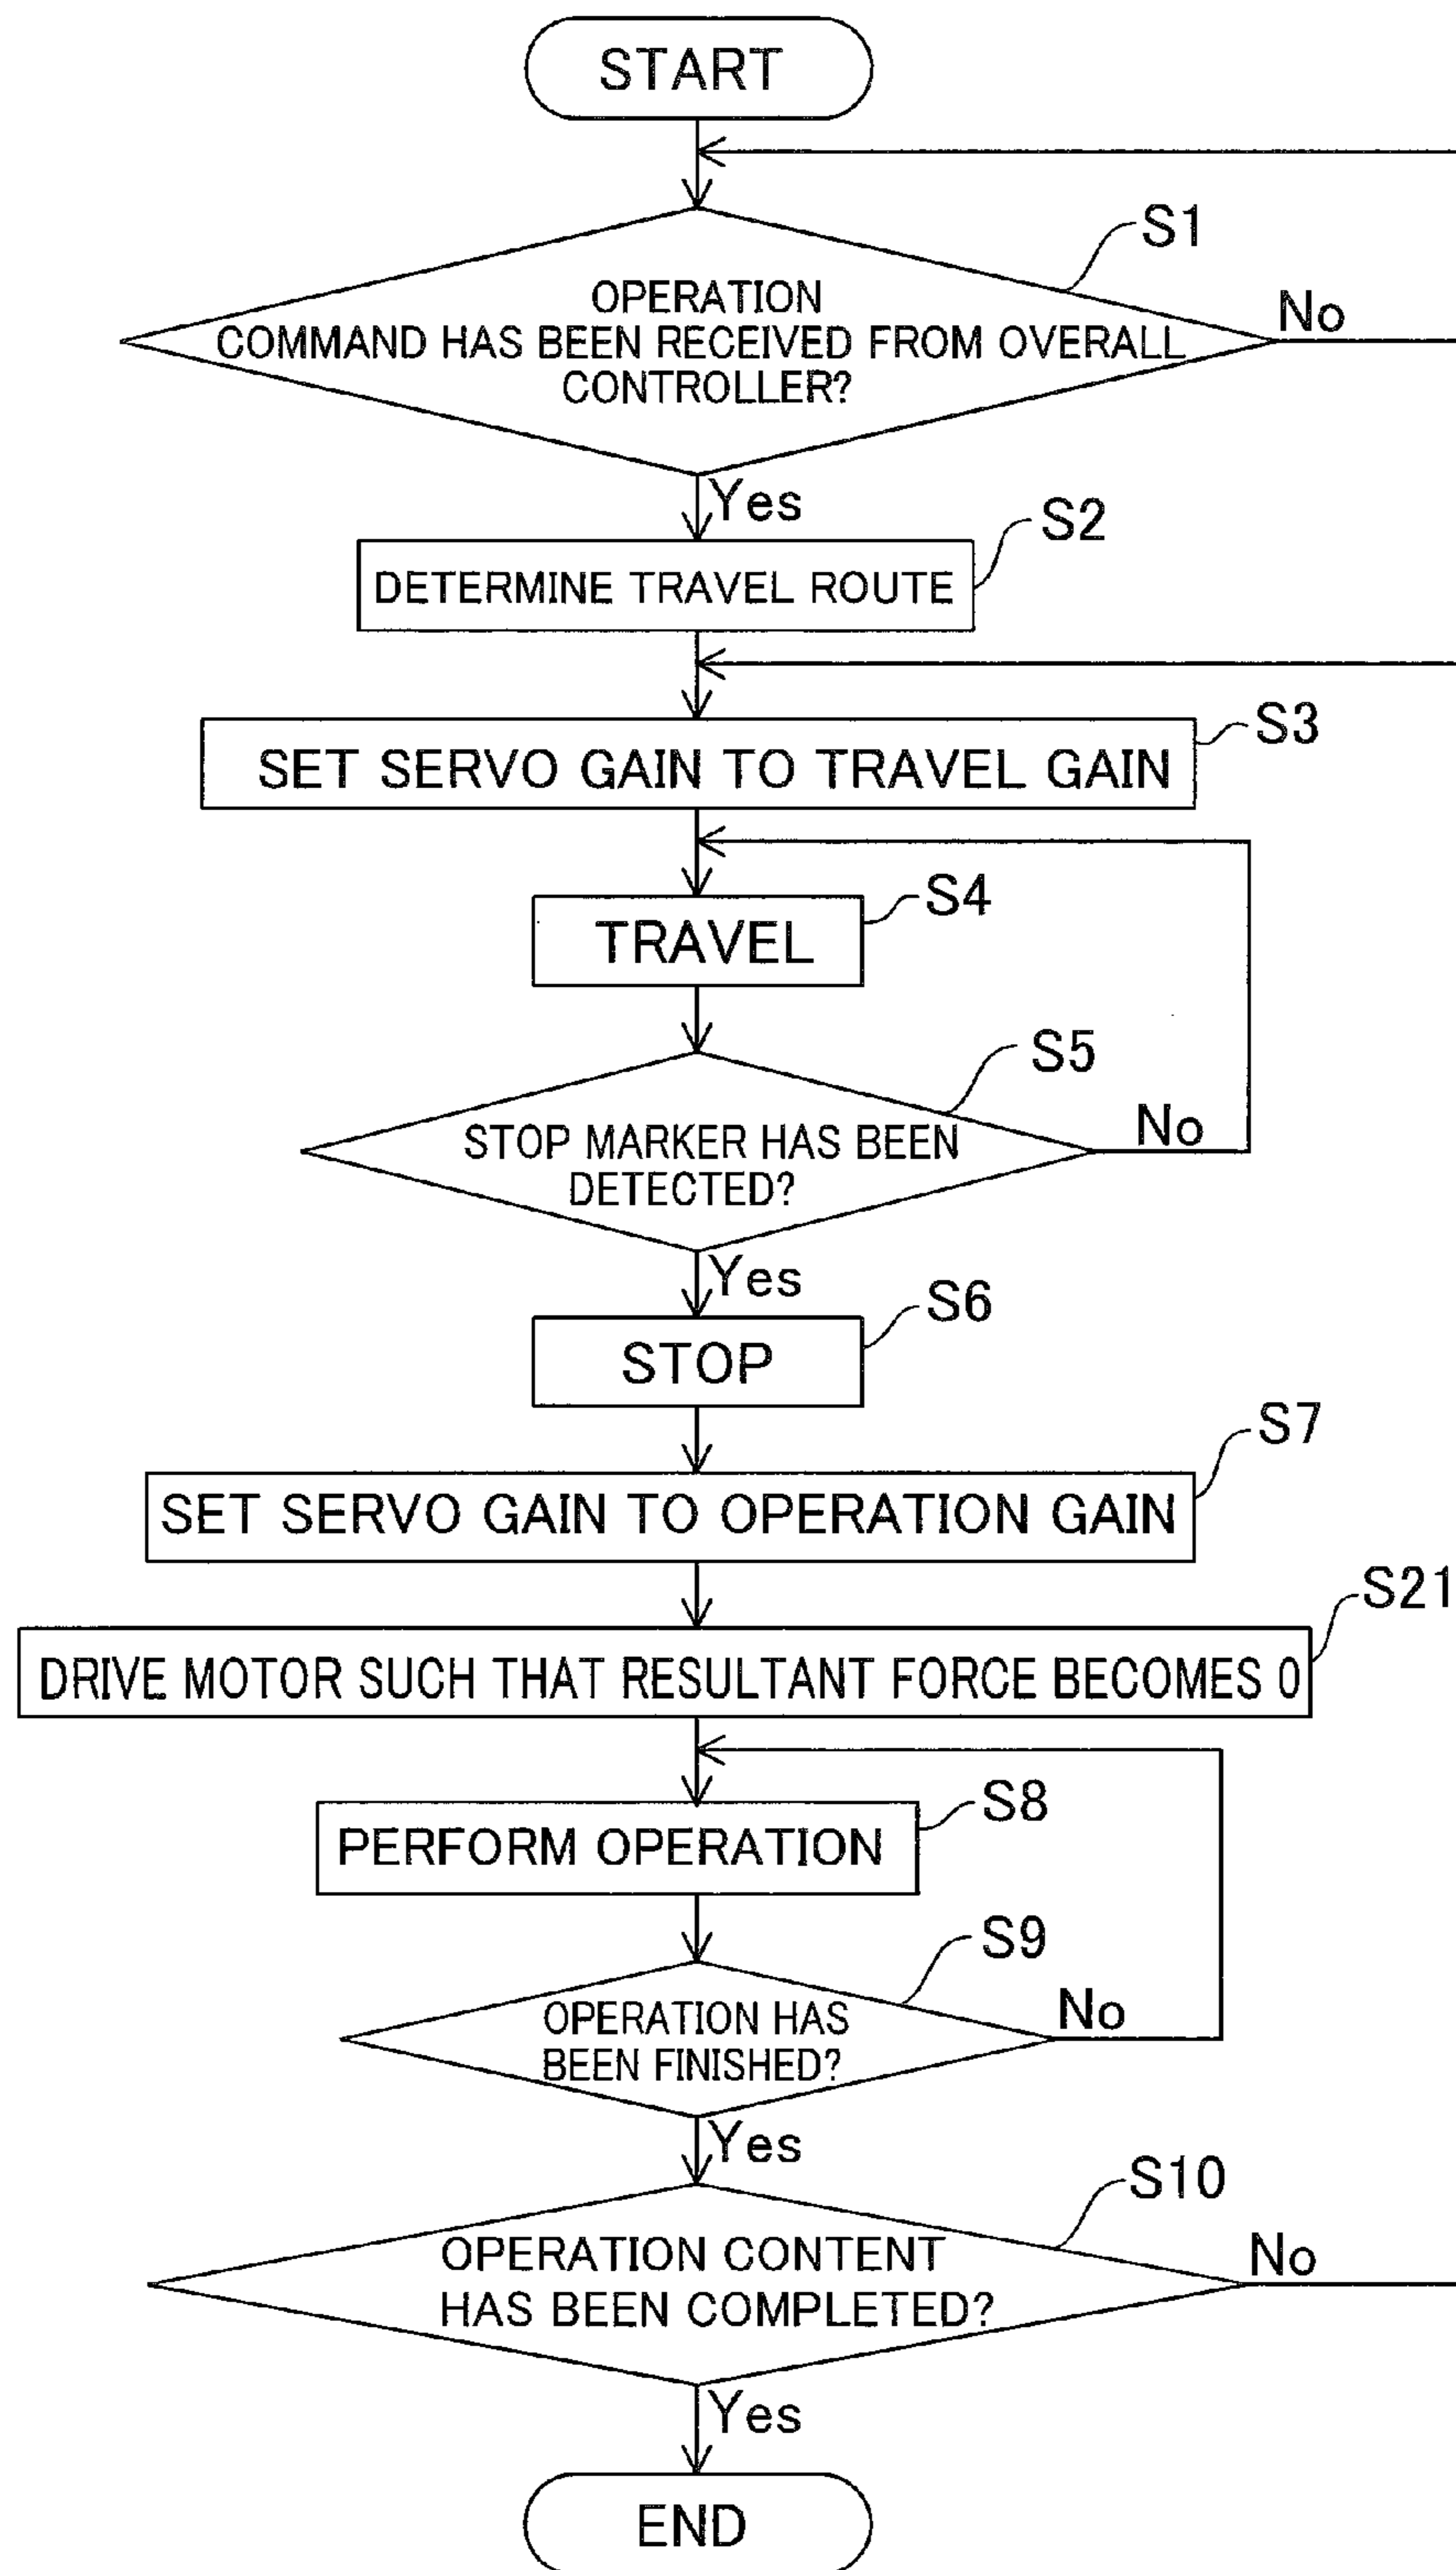 START
S1
OPERATION
COMMAND HAS BEEN RECEIVED FROM OVERALL
CONTROLLER?
No
Yes
S2
DETERMINE TRAVEL ROUTE
S3
SET SERVO GAIN TO TRAVEL GAIN
S4
TRAVEL
S5
STOP MARKER HAS BEEN
DETECTED?
No
Yes
S6
STOP
S7
SET SERVO GAIN TO OPERATION GAIN
S21
DRIVE MOTOR SUCH THAT RESULTANT FORCE BECOMES 0
S8
PERFORM OPERATION
S9
OPERATION HAS
BEEN FINISHED?
No
Yes
S10
OPERATION CONTENT
HAS BEEN COMPLETED?
No
Yes
END